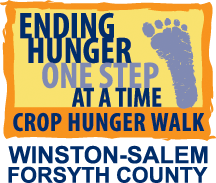 ENDING
HUNGER
ONE STEP
AT A TIME
CROP HUNGER WALK
WINSTON-SALEM
FORSYTH COUNTY